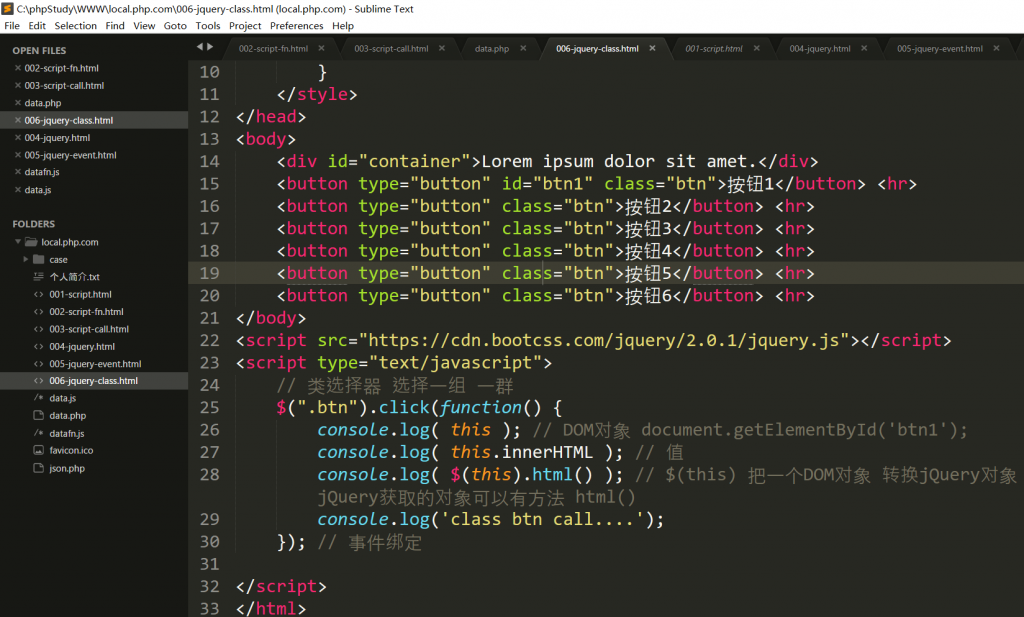 C:\phpStudy\WWW\local.php.com\006-jquery-class.html (local.php.com) - Sublime Text
File Edit Selection Find View Goto Tools Project Preferences Help
OPEN FILES
002-script-fn.html
003-script-call.html
data.php
006-jquery-class.html
004-jquery.html
005-jquery-event.html
datafn.js
data.js
FOLDERS
local.php.com
case
个人简介.txt
001-script.html
002-script-fn.html
003-script-call.html
004-jquery.html
005-jquery-event.html
006-jquery-class.html
data.js
data.php
datafn.js
favicon.ico
json.php
002-script-fn.html 003-script-call.html data.php 006-jquery-class.html 001-script.html 004-jquery.html 005-jquery-event.html
10 }
11 </style>
12 </head>
13 <body>
14 <div id="container">Lorem ipsum dolor sit amet.</div>
15 <button type="button" id="btn1" class="btn">按钮1</button> <hr>
16 <button type="button" class="btn">按钮2</button> <hr>
17 <button type="button" class="btn">按钮3</button> <hr>
18 <button type="button" class="btn">按钮4</button> <hr>
19 <button type="button" class="btn">按钮5</button> <hr>
20 <button type="button" class="btn">按钮6</button> <hr>
21 </body>
22 <script src="https://cdn.bootcss.com/jquery/2.0.1/jquery.js"></script>
23 <script type="text/javascript">
24 // 类选择器 选择一组 一群
25 $(".btn").click(function() {
26 console.log( this ); // DOM对象 document.getElementById('btn1');
27 console.log( this.innerHTML ); // 值
28 console.log( $(this).html() ); // $(this) 把一个DOM对象 转换jQuery对象
jQuery获取的对象可以有方法 html()
29 console.log('class btn call....');
30 }); // 事件绑定
31
32 </script>
33 </html>